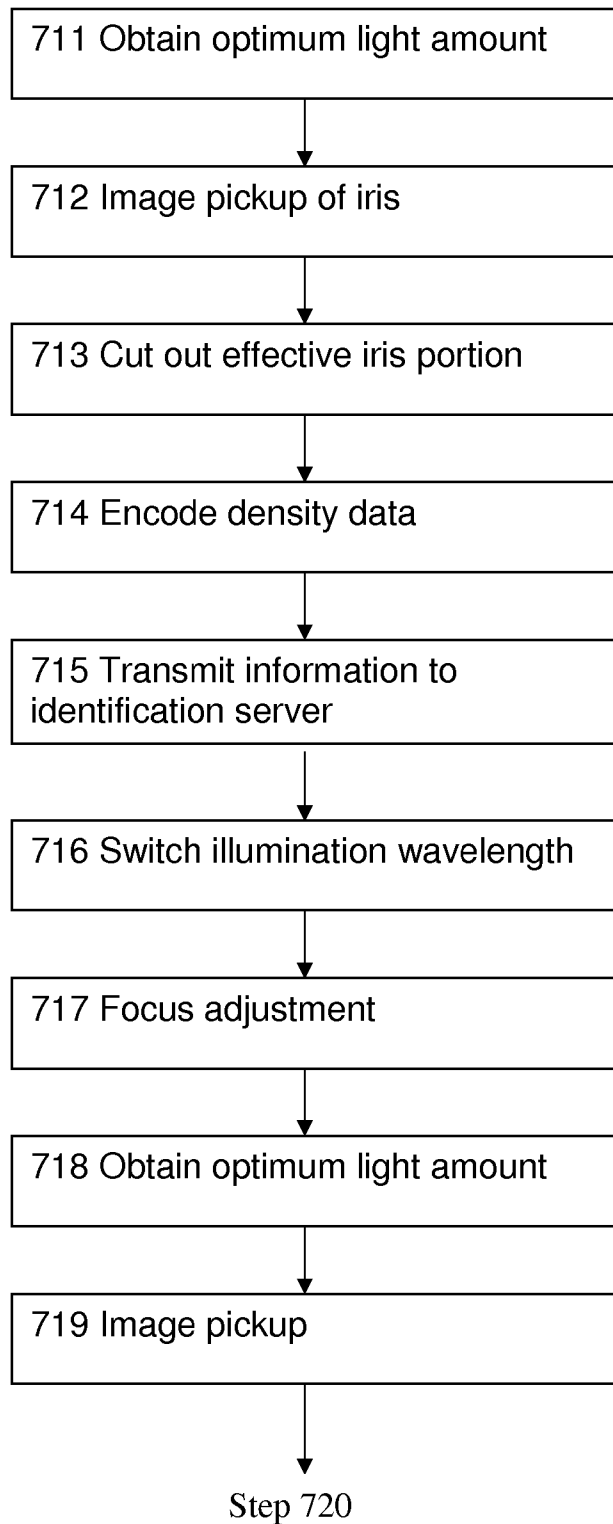 711 Obtain optimum light amount
712 Image pickup of iris
713 Cut out effective iris portion
714 Encode density data
715 Transmit information to
identification server
716 Switch illumination wavelength
717 Focus adjustment
718 Obtain optimum light amount
719 Image pickup
Step 720